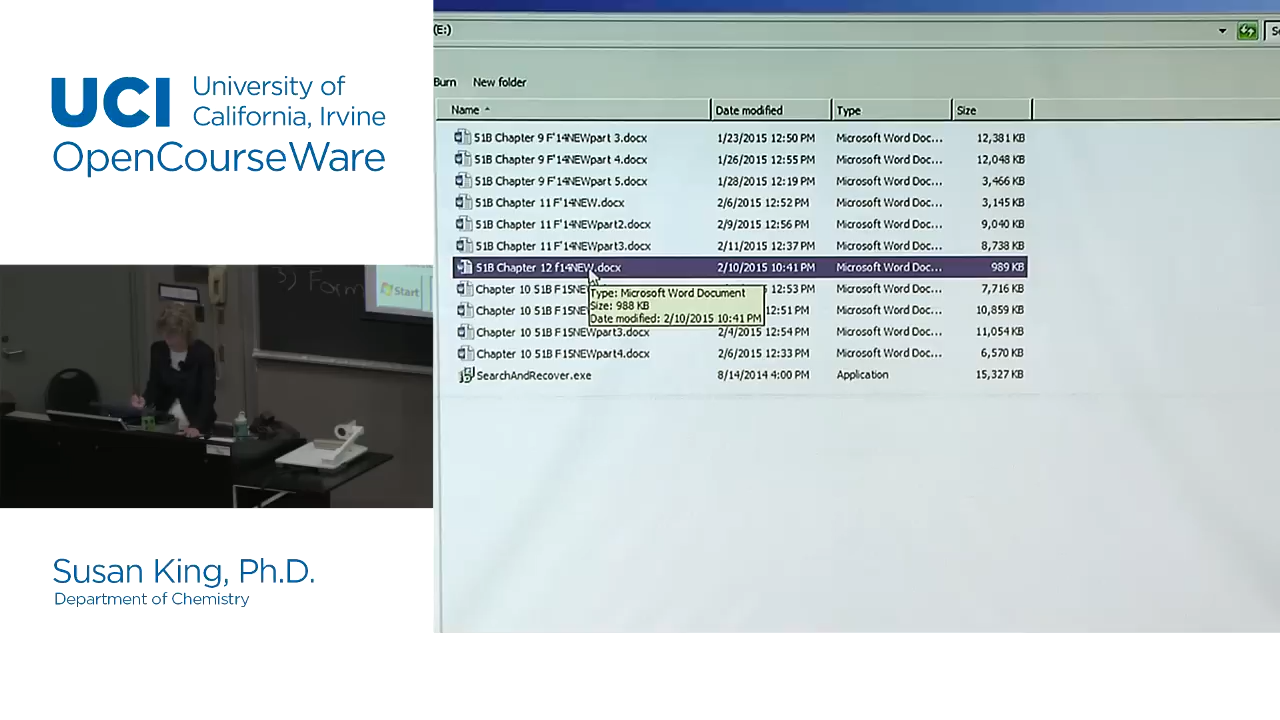 UCI University of
California, Irvine
OpenCourseWare
3) Form
Start
Susan King, Ph.D.
Department of Chemistry
(E:)
Burn New folder
Name Date modified Type Size
51B Chapter 9 F'14NEWpart 3.docx 1/23/2015 12:50 PM Microsoft Word Doc... 12,381 KB
51B Chapter 9 F'14NEWpart 4.docx 1/26/2015 12:55 PM Microsoft Word Doc... 12,048 KB
51B Chapter 9 F'14NEWpart 5.docx 1/28/2015 12:19 PM Microsoft Word Doc... 3,466 KB
51B Chapter 11 F'14NEW.docx 2/6/2015 12:52 PM Microsoft Word Doc... 3,145 KB
51B Chapter 11 F'14NEWpart2.docx 2/9/2015 12:56 PM Microsoft Word Doc... 9,040 KB
51B Chapter 11 F'14NEWpart3.docx 2/11/2015 12:37 PM Microsoft Word Doc... 8,738 KB
51B Chapter 12 f14NEW.docx 2/10/2015 10:41 PM Microsoft Word Doc... 989 KB
Chapter 10 51B F15NE 12:53 PM Microsoft Word Doc... 7,716 KB
Type: Microsoft Word Document
Size: 988 KB
Chapter 10 51B F15NE 12:51 PM Microsoft Word Doc... 10,859 KB
Date modified: 2/10/2015 10:41 PM
Chapter 10 51B F15NEWpart3.docx 2/4/2015 12:54 PM Microsoft Word Doc... 11,054 KB
Chapter 10 51B F15NEWpart4.docx 2/6/2015 12:33 PM Microsoft Word Doc... 6,570 KB
SearchAndRecover.exe 8/14/2014 4:00 PM Application 15,327 KB